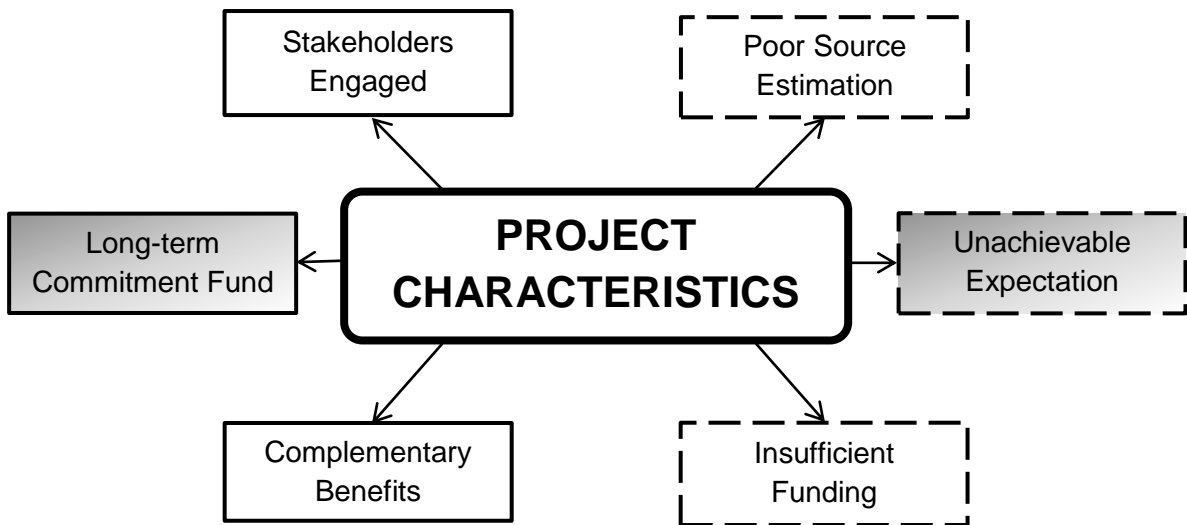 Stakeholders
Engaged
Poor Source
Estimation
Long-term
Commitment Fund
PROJECT
CHARACTERISTICS
Unachievable
Expectation
Complementary
Benefits
Insufficient
Funding